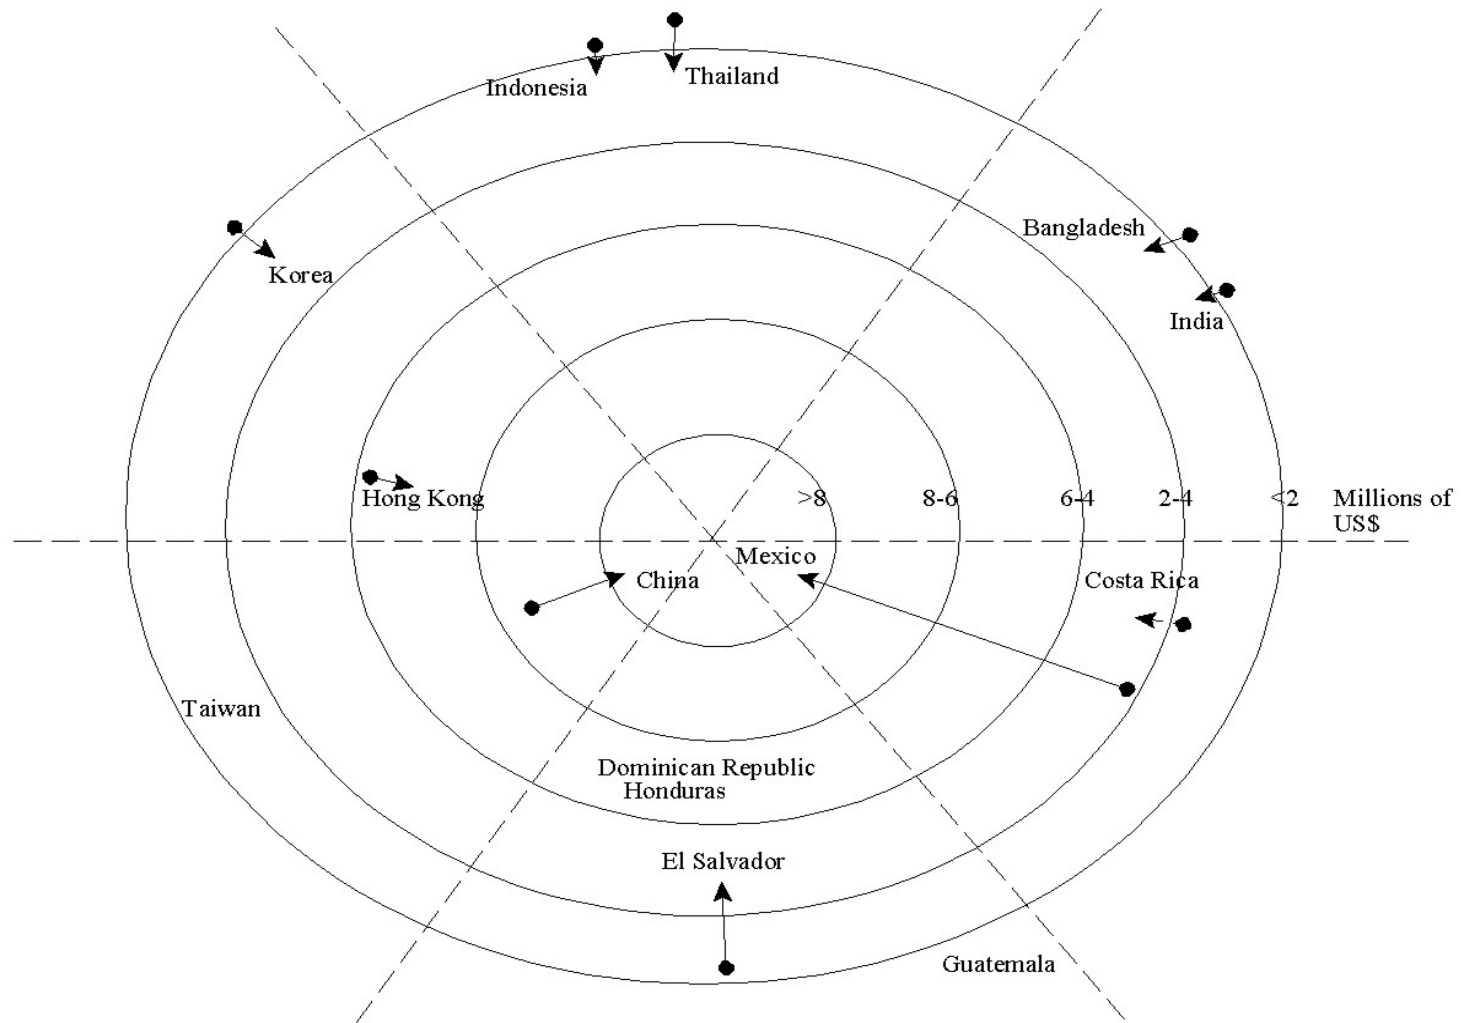 Thailand
Indonesia
Bangladesh
Korea
India
Hong Kong
>8
8-6
6-4
2-4
<2
Millions of
US$
Mexico
China
Costa Rica
Taiwan
Dominican Republic
Honduras
El Salvador
Guatemala